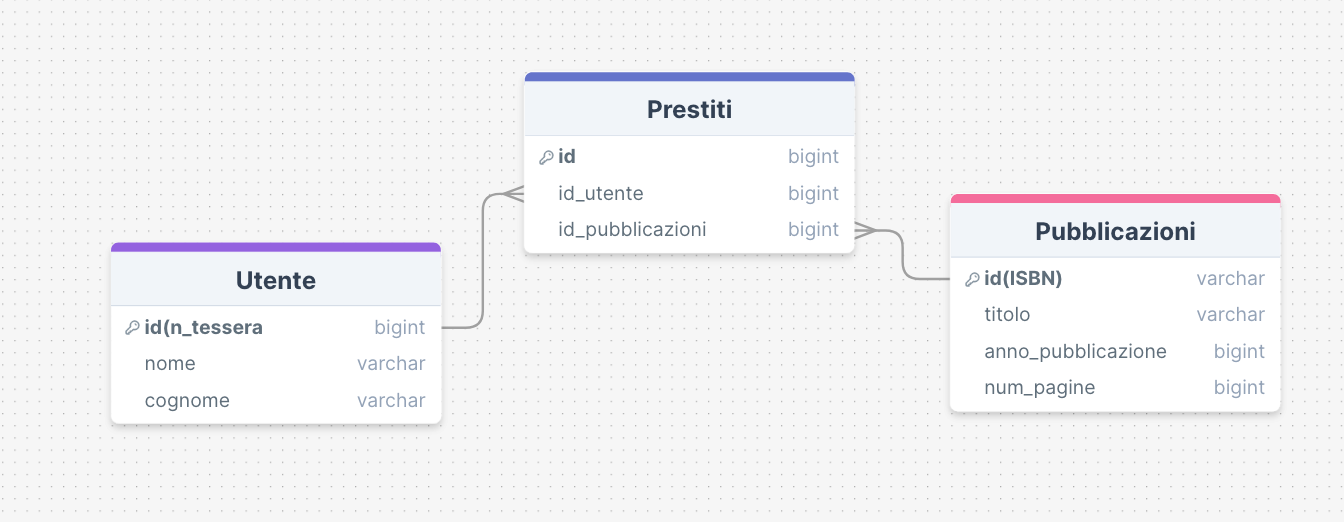 Prestiti
id bigint
id_utente bigint
id_pubblicazioni bigint
Utente
id(n_tessera bigint
nome varchar
cognome varchar
Pubblicazioni
id(ISBN) varchar
titolo varchar
anno_pubblicazione bigint
num_pagine bigint